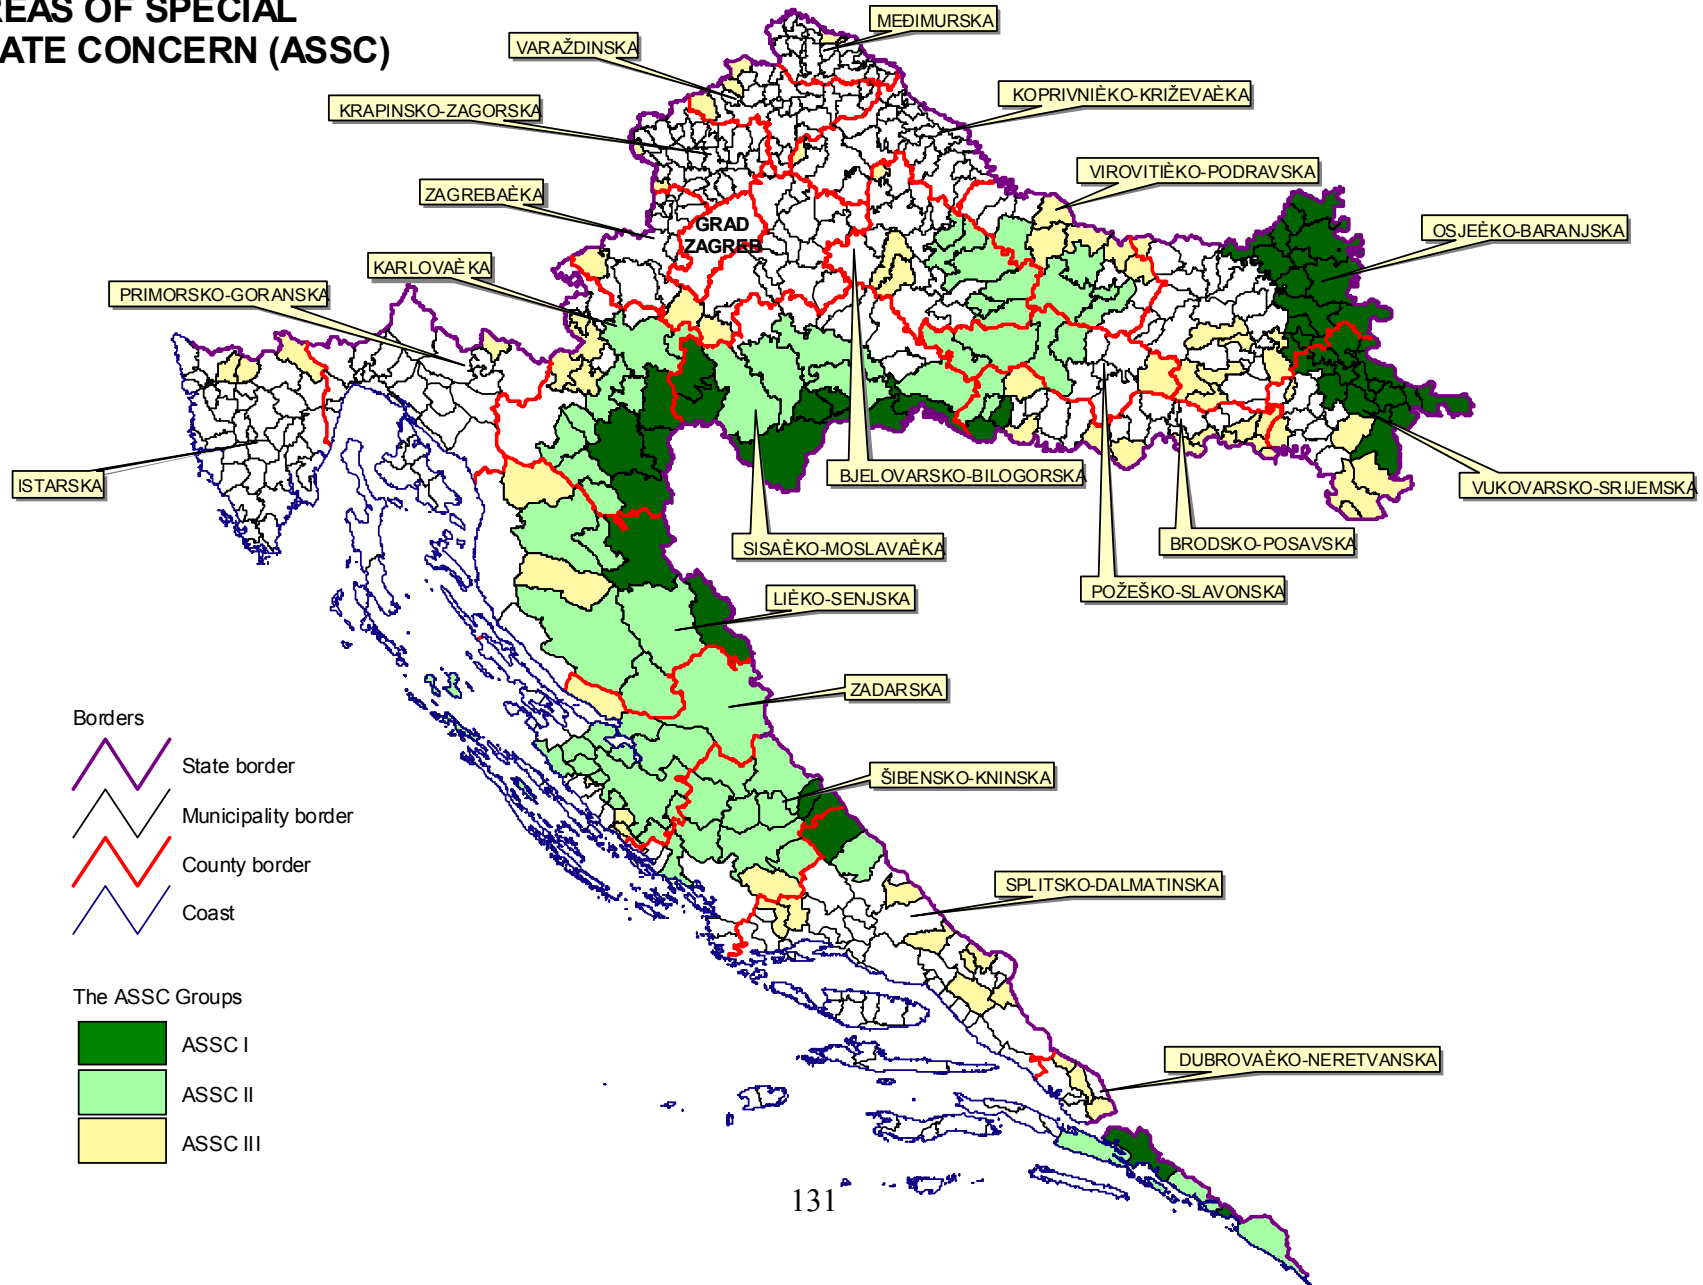 REAS OF SPECIAL
ATE CONCERN (ASSC)
MEĐIMURSKA
VARAŽDINSKA
KOPRIVNIÈKO-KRIŽEVAÈKA
KRAPINSKO-ZAGORSKA
VIROVITIÈKO-PODRAVSKA
ZAGREBAÈKA
GRAD
ZAGREB
OSJEÈKO-BARANJSKA
KARLOVAÈKA
PRIMORSKO-GORANSKA
ISTARSKA
BJELOVARSKO-BILOGORSKA
VUKOVARSKO-SRIJEMSKA
SISAÈKO-MOSLAVAÈKA
BRODSKO-POSAVSKA
POŽEŠKO-SLAVONSKA
LIÈKO-SENJSKA
ZADARSKA
ŠIBENSKO-KNINSKA
SPLITSKO-DALMATINSKA
DUBROVAÈKO-NERETVANSKA
Borders
State border
Municipality border
County border
Coast
The ASSC Groups
ASSC I
ASSC II
ASSC III
131